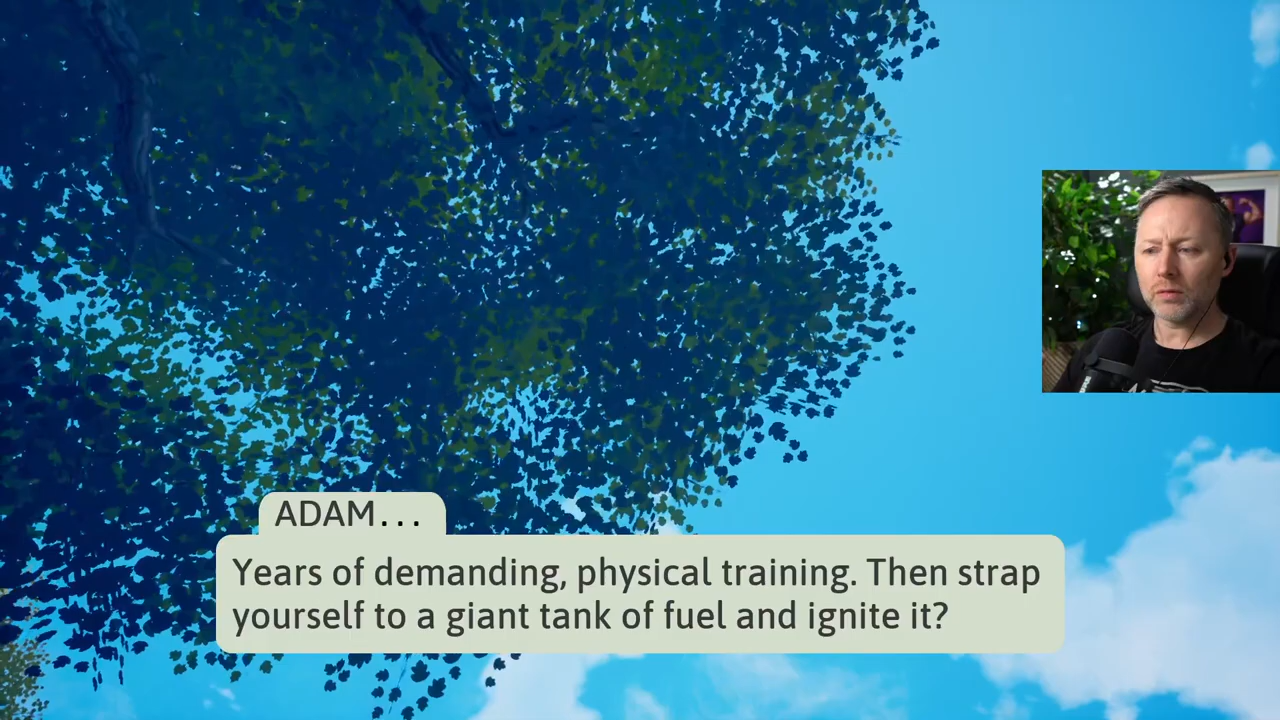 ADAM...
Years of demanding, physical training. Then strap
yourself to a giant tank of fuel and ignite it?